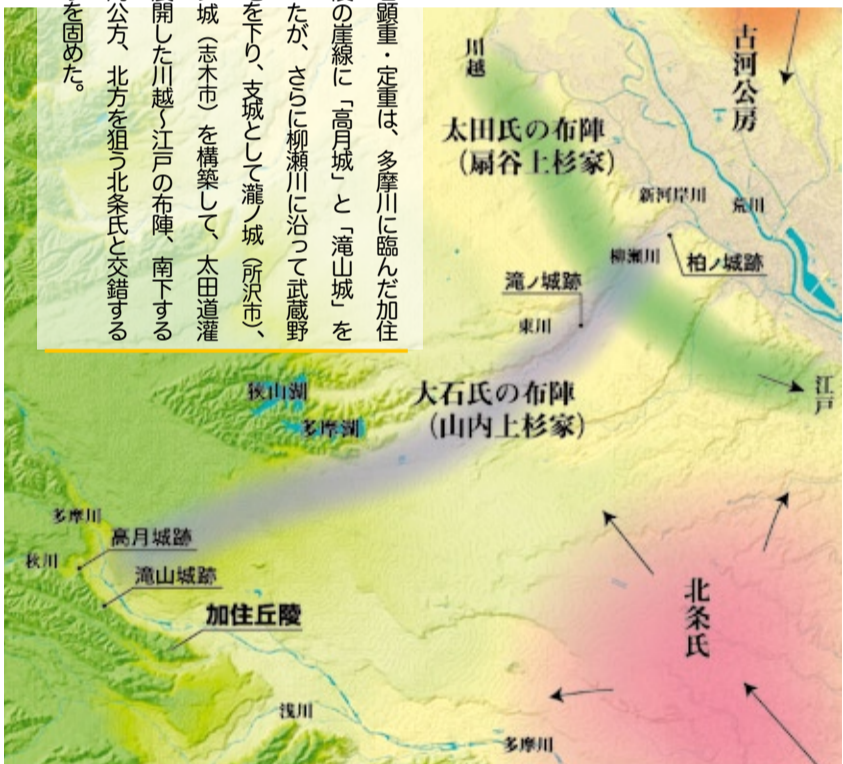 顕重・定重は、多摩川に臨んだ加住
の崖線に「高月城」と「滝山城」を
たが、さらに柳瀬川に沿って武蔵野
を下り、支城として瀧ノ城（所沢市）、
城（志木市）を構築して、太田道灌
開した川越～江戸の布陣、南下する
公方、北方を狙う北条氏と交錯する
を固めた。
川越
古河公房
太田氏の布陣
（扇谷上杉家）
新河岸川
荒川
柳瀬川
柏ノ城跡
滝ノ城跡
東川
江戸
狭山湖
多摩湖
大石氏の布陣
（山内上杉家）
多摩川
高月城跡
秋川
滝山城跡
加住丘陵
北条氏
浅川
多摩川